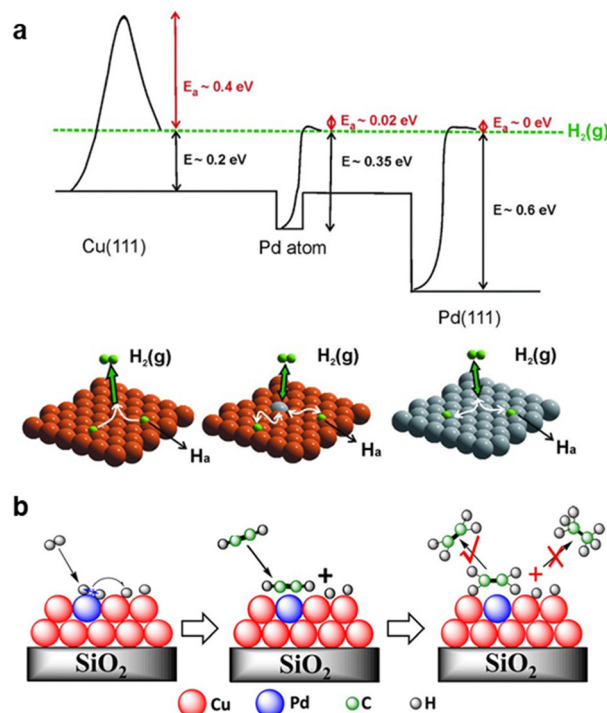 a
Eₐ ~ 0.4 eV
Eₐ ~ 0.02 eV
Eₐ ~ 0 eV
H₂(g)
E ~ 0.2 eV
E ~ 0.35 eV
E ~ 0.6 eV
Cu(111)
Pd atom
Pd(111)
H₂(g)
H₂(g)
H₂(g)
Ha
Ha
Ha
b
+
+
SiO₂
SiO₂
SiO₂
Cu
Pd
C
H